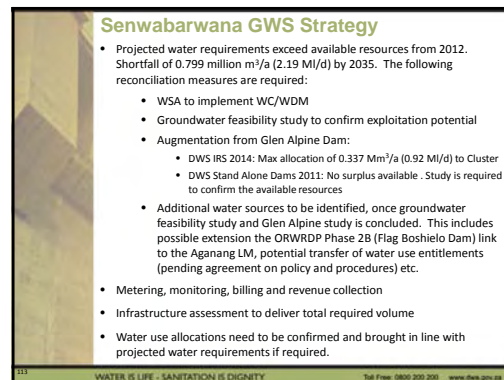 Senwabarwana GWS Strategy
• Projected water requirements exceed available resources from 2012.
Shortfall of 0.799 million m³/a (2.19 Ml/d) by 2035. The following
reconciliation measures are required:
• WSA to implement WC/WDM
• Groundwater feasibility study to confirm exploitation potential
• Augmentation from Glen Alpine Dam:
• DWS IRS 2014: Max allocation of 0.337 Mm³/a (0.92 Ml/d) to Cluster
• DWS Stand Alone Dams 2011: No surplus available . Study is required
to confirm the available resources
• Additional water sources to be identified, once groundwater
feasibility study and Glen Alpine study is concluded. This includes
possible extension the ORWRDP Phase 2B (Flag Boshielo Dam) link
to the Aganang LM, potential transfer of water use entitlements
(pending agreement on policy and procedures) etc.
• Metering, monitoring, billing and revenue collection
• Infrastructure assessment to deliver total required volume
• Water use allocations need to be confirmed and brought in line with
projected water requirements if required.
113
WATER IS LIFE - SANITATION IS DIGNITY Toll Free: 0800 200 200 www.dws.gov.za